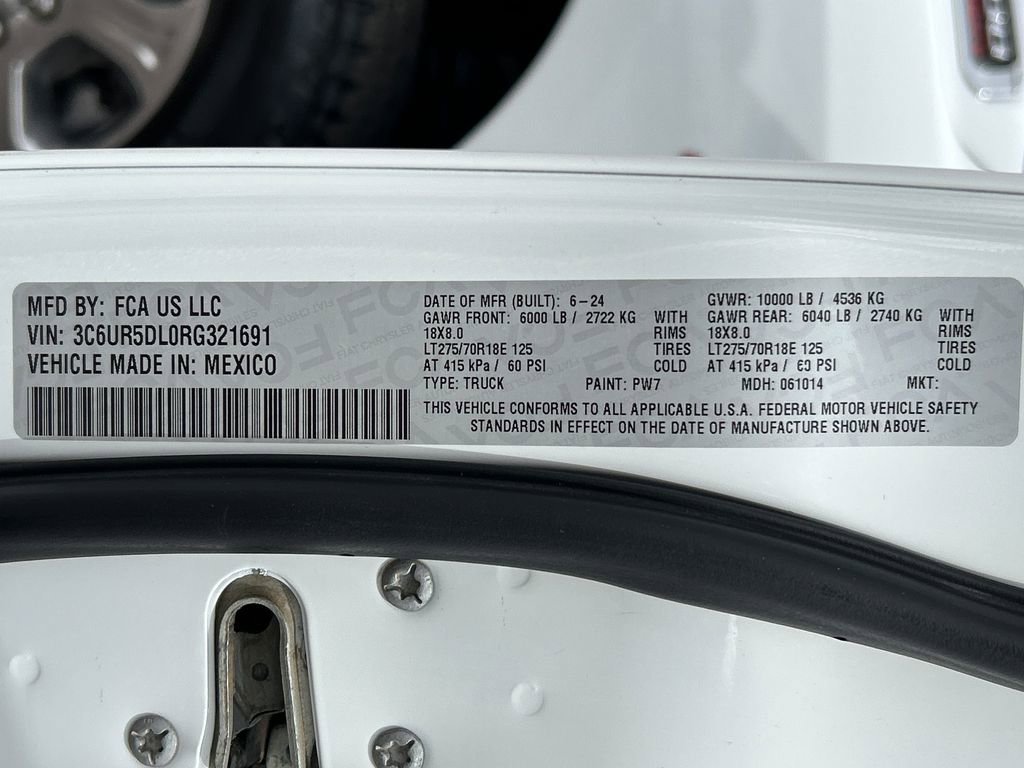 MFD BY: FCA US LLC
VIN: 3C6UR5DL0RG321691
VEHICLE MADE IN: MEXICO
DATE OF MFR (BUILT): 6-24
GAWR FRONT: 6000 LB / 2722 KG WITH
18X8.0 RIMS
LT275/70R18E 125 TIRES
AT 415 kPa / 60 PSI COLD
TYPE: TRUCK PAINT: PW7
GVWR: 10000 LB / 4536 KG
GAWR REAR: 6040 LB / 2740 KG WITH
18X8.0 RIMS
LT275/70R18E 125 TIRES
AT 415 kPa / 60 PSI COLD
MDH: 061014 MKT:
THIS VEHICLE CONFORMS TO ALL APPLICABLE U.S.A. FEDERAL MOTOR VEHICLE SAFETY
STANDARDS IN EFFECT ON THE DATE OF MANUFACTURE SHOWN ABOVE.